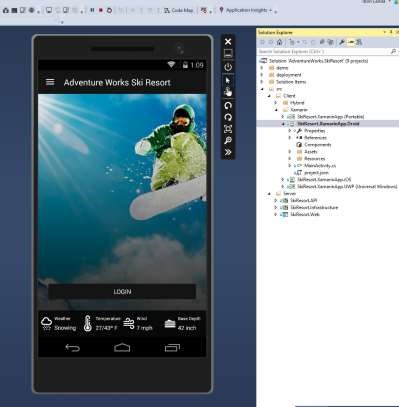 Code Map
Application Insights
1:09
Adventure Works Ski Resort
LOGIN
Weather
Snowing
Temperature
27/43° F
Wind
7 mph
Base Depth
42 inch
Solution Explorer
Search Solution Explorer (Ctrl+;)
Solution 'AdventureWorks.SkiResort' (9 projects)
demo
deployment
Solution Items
src
Client
Hybrid
Xamarin
SkiResort.XamarinApp (Portable)
SkiResort.XamarinApp.Droid
Properties
References
Components
Assets
Resources
MainActivity.cs
project.json
SkiResort.XamarinApp.iOS
SkiResort.XamarinApp.UWP (Universal Windows)
Server
SkiResort.API
SkiResort.Infrastructure
SkiResort.Web